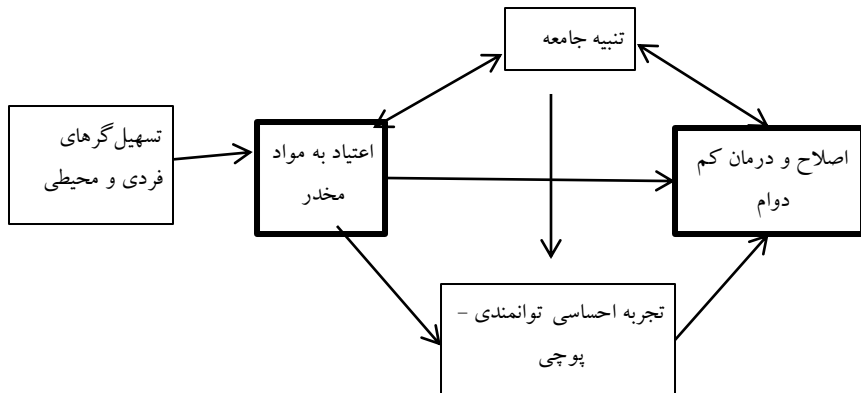 تنبیه جامعه
تسهیل‌گرهای
فردی و محیطی
اعتیاد به مواد
مخدر
اصلاح و درمان کم
دوام
تجربه احساسی توانمندی –
پوچی